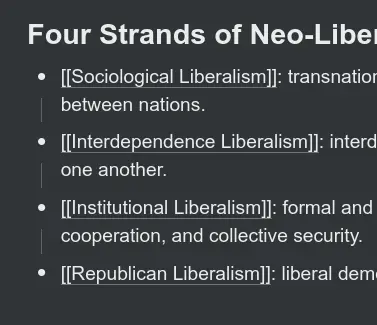 Four Strands of Neo-Liber
[[Sociological Liberalism]]: transnation
between nations.
[[Interdependence Liberalism]]: interd
one another.
[[Institutional Liberalism]]: formal and
cooperation, and collective security.
[[Republican Liberalism]]: liberal dem